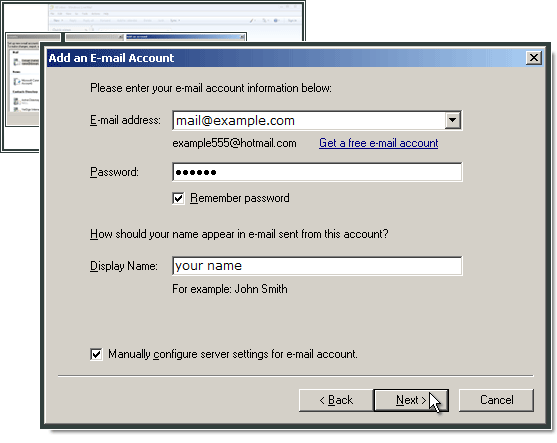 Add an E-mail Account
Please enter your e-mail account information below:
E-mail address: mail@example.com
example555@hotmail.com Get a free e-mail account
Password: ••••••
Remember password
How should your name appear in e-mail sent from this account?
Display Name: your name
For example: John Smith
Manually configure server settings for e-mail account.
< Back Next > Cancel